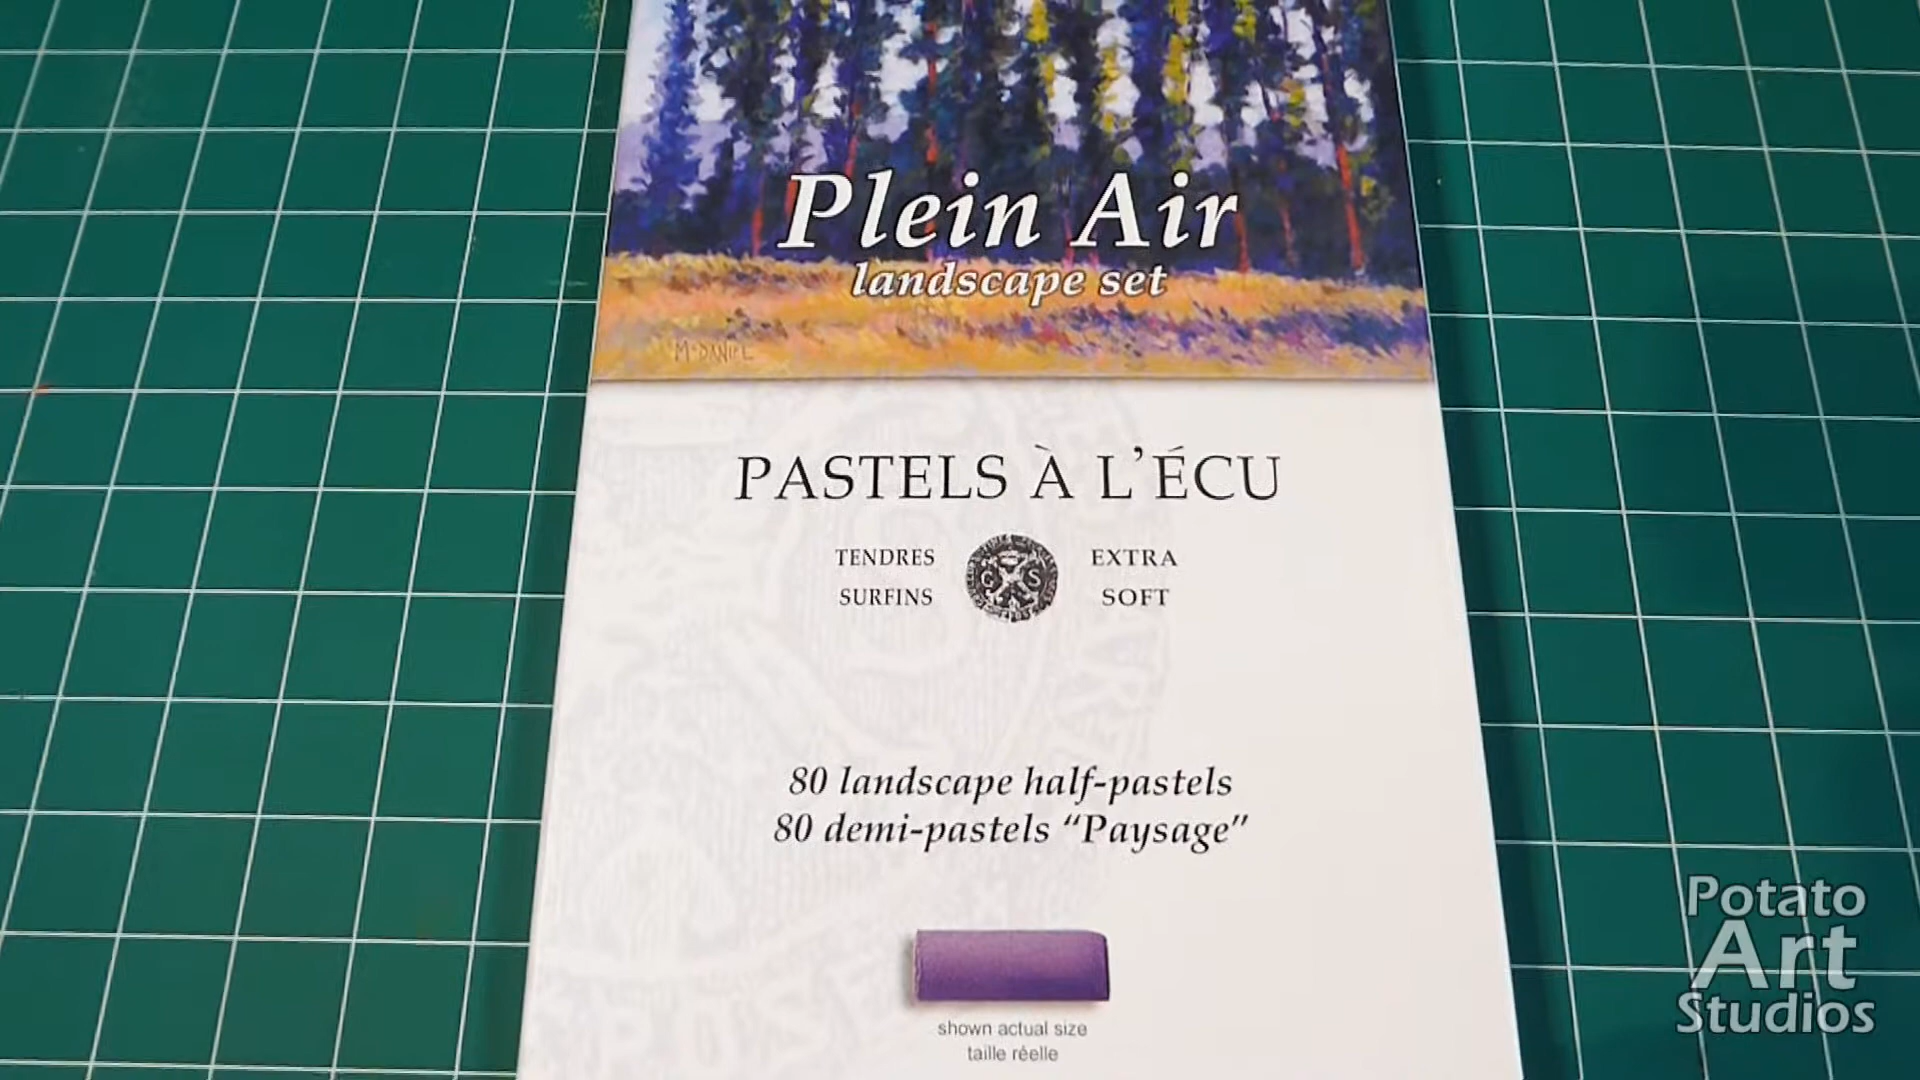 Plein Air
landscape set
McDANIEL
PASTELS À L'ÉCU
TENDRES
SURFINS
G S
EXTRA
SOFT
80 landscape half-pastels
80 demi-pastels “Paysage”
shown actual size
taille réelle
Potato
Art
Studios